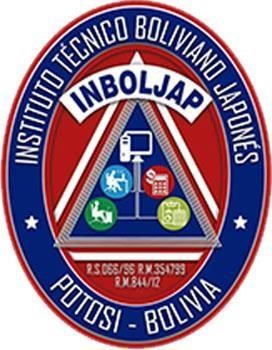 INSTITUTO TÉCNICO BOLIVIANO JAPONÉS
INBOLJAP
R.S.066/96 R.M.354799
R.M.844/12
POTOSI - BOLIVIA